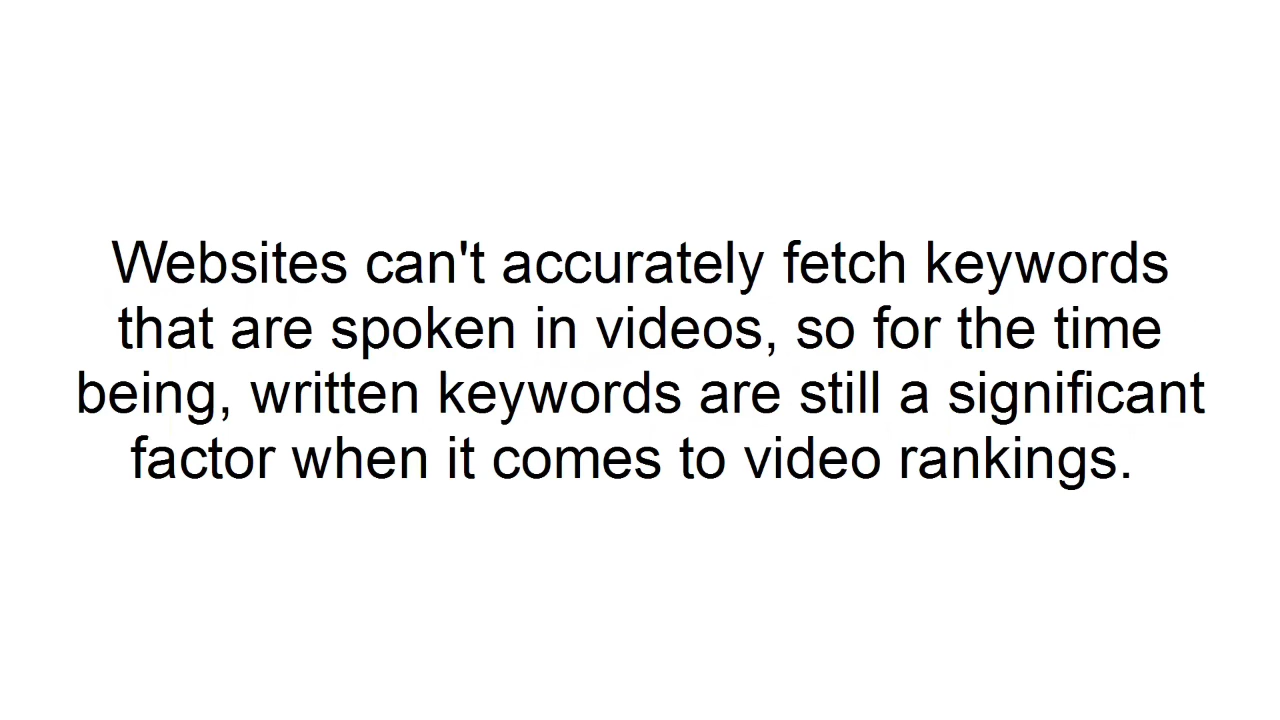 Websites can't accurately fetch keywords
that are spoken in videos, so for the time
being, written keywords are still a significant
factor when it comes to video rankings.